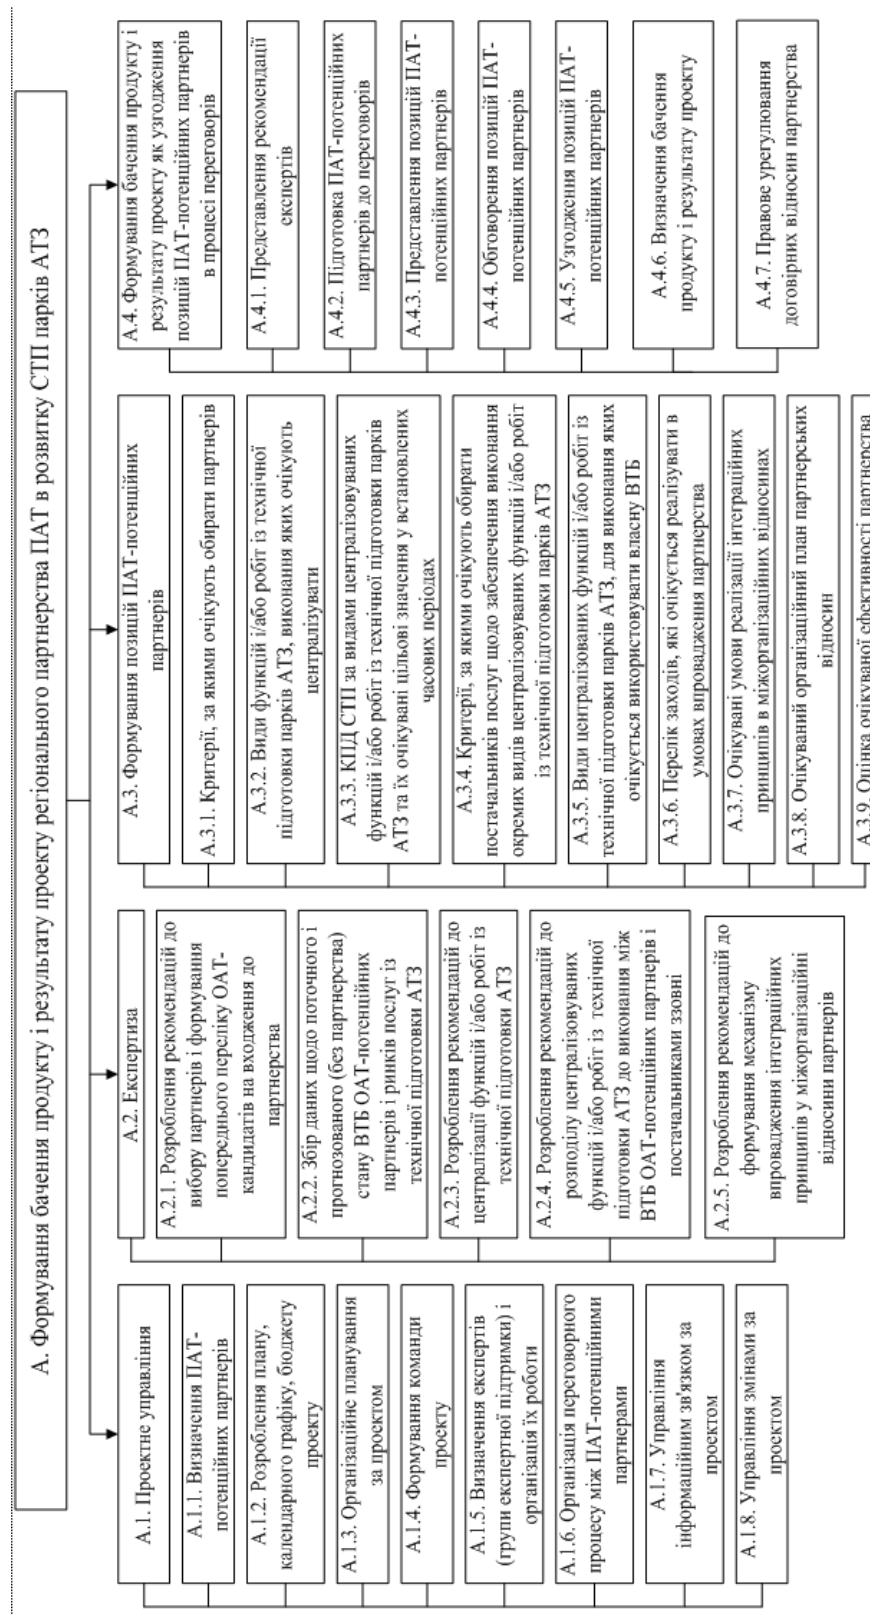 А. Формування бачення продукту і результату проекту регіонального партнерства ПАТ в розвитку СТП парків АТЗ
А.1. Проектне управління
А.1.1. Визначення ПАТ-
потенційних партнерів
А.1.2. Розроблення плану,
календарного графіку, бюджету
проекту
А.1.3. Організаційне планування
за проектом
А.1.4. Формування команди
проекту
А.1.5. Визначення експертів
(групи експертної підтримки) і
організація їх роботи
А.1.6. Організація переговорного
процесу між ПАТ-потенційними
партнерами
А.1.7. Управління
інформаційним зв'язком за
проектом
А.1.8. Управління змінами за
проектом
А.2. Експертиза
А.2.1. Розроблення рекомендацій до
вибору партнерів і формування
попереднього переліку ОАТ-
кандидатів на входження до
партнерства
А.2.2. Збір даних щодо поточного і
прогнозованого (без партнерства)
стану ВТБ ОАТ-потенційних
партнерів і ринків послуг із
технічної підготовки АТЗ
А.2.3. Розроблення рекомендацій до
централізації функцій і/або робіт із
технічної підготовки АТЗ
А.2.4. Розроблення рекомендацій до
розподілу централізовуваних
функцій і/або робіт із технічної
підготовки АТЗ до виконання між
ВТБ ОАТ-потенційних партнерів і
постачальниками ззовні
А.2.5. Розроблення рекомендацій до
формування механізму
впровадження інтеграційних
принципів у міжорганізаційні
відносини партнерів
А.3. Формування позицій ПАТ-потенційних
партнерів
А.3.1. Критерії, за якими очікують обирати партнерів
А.3.2. Види функцій і/або робіт із технічної
підготовки парків АТЗ, виконання яких очікують
централізувати
А.3.3. КПД СТП за видами централізовуваних
функцій і/або робіт із технічної підготовки парків
АТЗ та їх очікувані цільові значення у встановлених
часових періодах
А.3.4. Критерії, за якими очікують обирати
постачальників послуг щодо забезпечення виконання
окремих видів централізовуваних функцій і/або робіт
із технічної підготовки парків АТЗ
А.3.5. Види централізованих функцій і/або робіт із
технічної підготовки парків АТЗ, для виконання яких
очікується використовувати власну ВТБ
А.3.6. Перелік заходів, які очікується реалізувати в
умовах впровадження партнерства
А.3.7. Очікувані умови реалізації інтеграційних
принципів в міжорганізаційних відносинах
А.3.8. Очікуваний організаційний план партнерських
відносин
А.3.9. Оцінка очікуваної ефективності партнерства
А.4. Формування бачення продукту і
результату проекту як узгодження
позицій ПАТ-потенційних партнерів
в процесі переговорів
А.4.1. Представлення рекомендації
експертів
А.4.2. Підготовка ПАТ-потенційних
партнерів до переговорів
А.4.3. Представлення позицій ПАТ-
потенційних партнерів
А.4.4. Обговорення позицій ПАТ-
потенційних партнерів
А.4.5. Узгодження позицій ПАТ-
потенційних партнерів
А.4.6. Визначення бачення
продукту і результату проекту
А.4.7. Правове урегулювання
договірних відносин партнерства